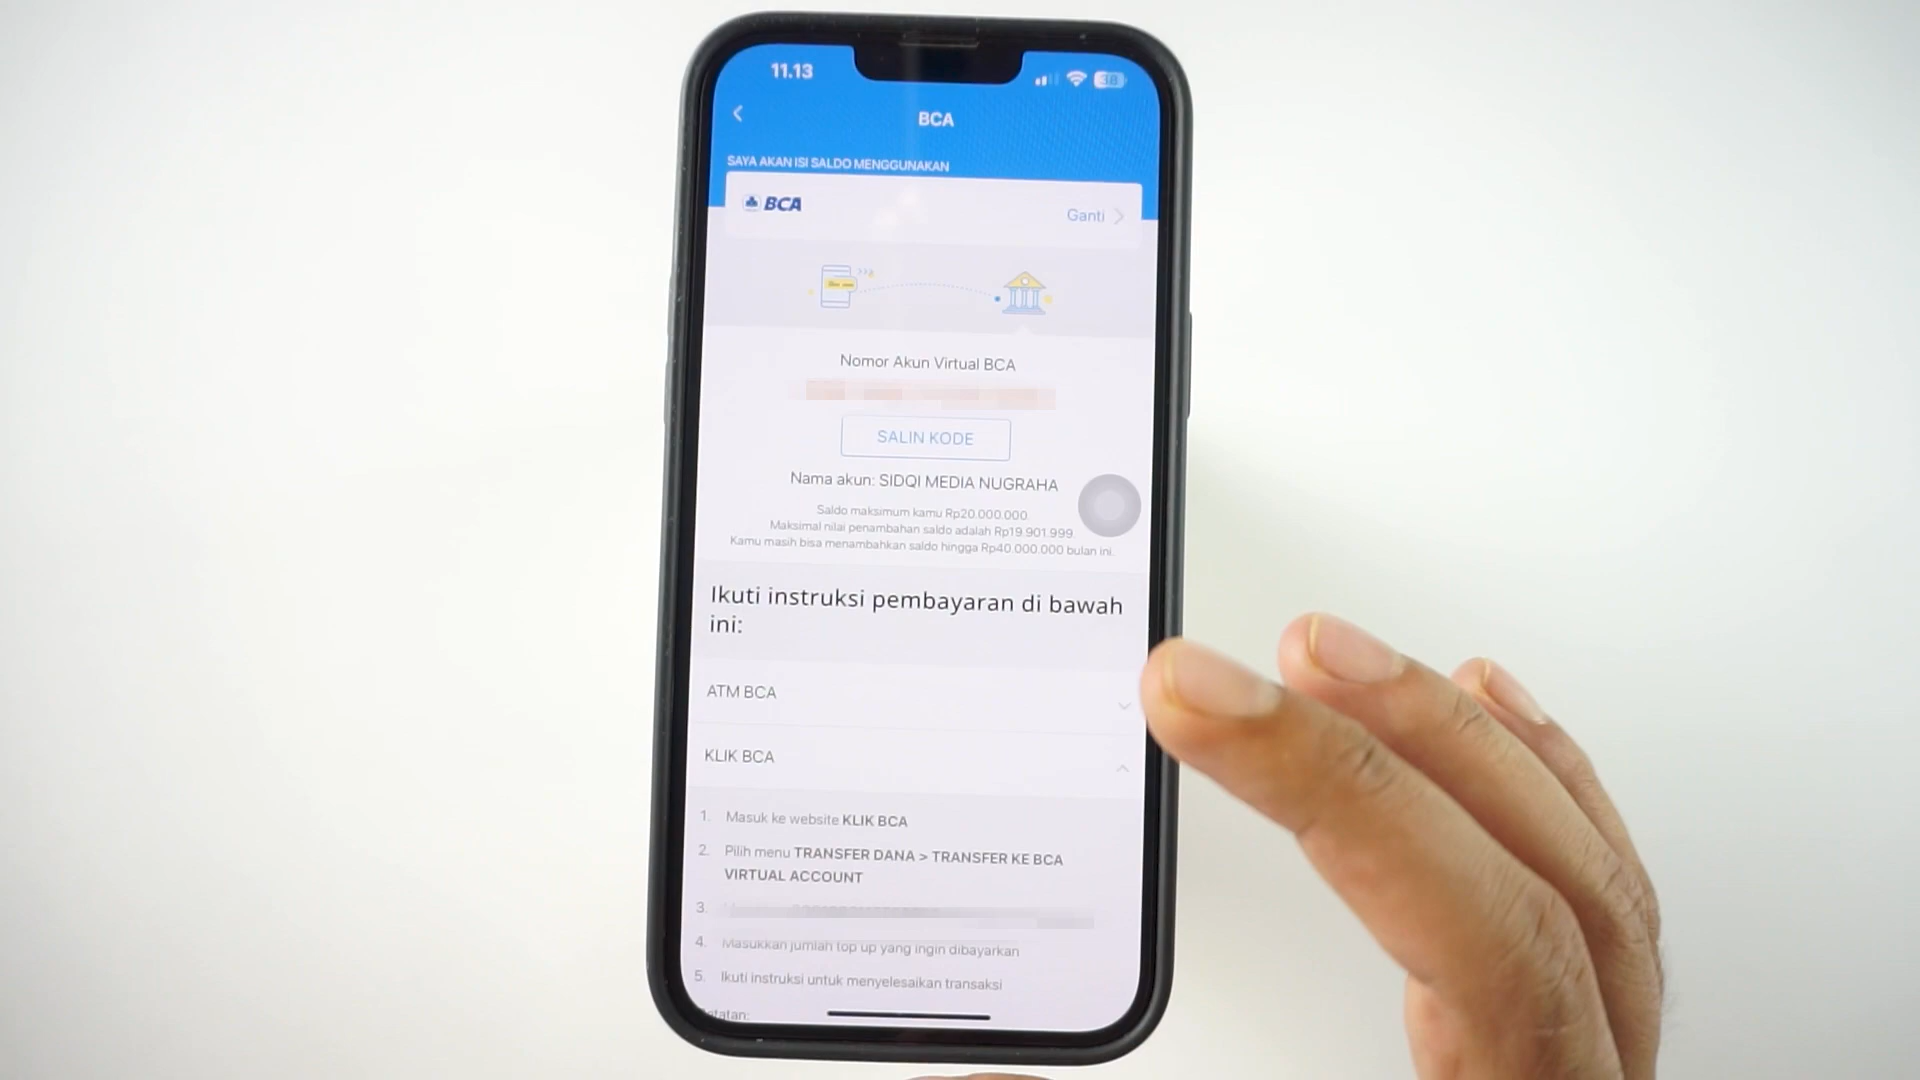 11.13
38
BCA
SAYA AKAN ISI SALDO MENGGUNAKAN
BCA
Ganti
Nomor Akun Virtual BCA
SALIN KODE
Nama akun: SIDQI MEDIA NUGRAHA
Saldo maksimum kamu Rp20.000.000.
Maksimal nilai penambahan saldo adalah Rp19.901.999.
Kamu masih bisa menambahkan saldo hingga Rp40.000.000 bulan ini.
Ikuti instruksi pembayaran di bawah
ini:
ATM BCA
KLIK BCA
1. Masuk ke website KLIK BCA
2. Pilih menu TRANSFER DANA > TRANSFER KE BCA
VIRTUAL ACCOUNT
3.
4. Masukkan jumlah top up yang ingin dibayarkan
5. Ikuti instruksi untuk menyelesaikan transaksi